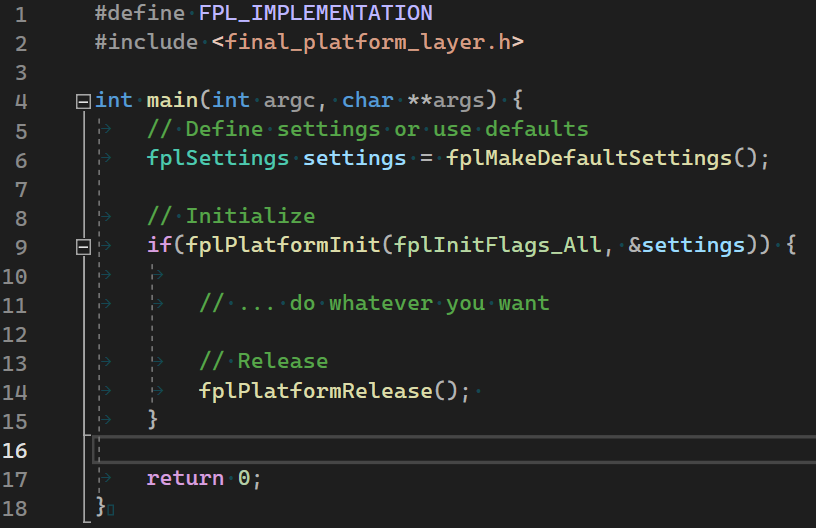 1 #define FPL_IMPLEMENTATION
2 #include <final_platform_layer.h>
3
4 int main(int argc, char **args) {
5 // Define settings or use defaults
6 fplSettings settings = fplMakeDefaultSettings();
7
8 // Initialize
9 if(fplPlatformInit(fplInitFlags_All, &settings)) {
10
11 // ... do whatever you want
12
13 // Release
14 fplPlatformRelease();
15 }
16
17 return 0;
18 }